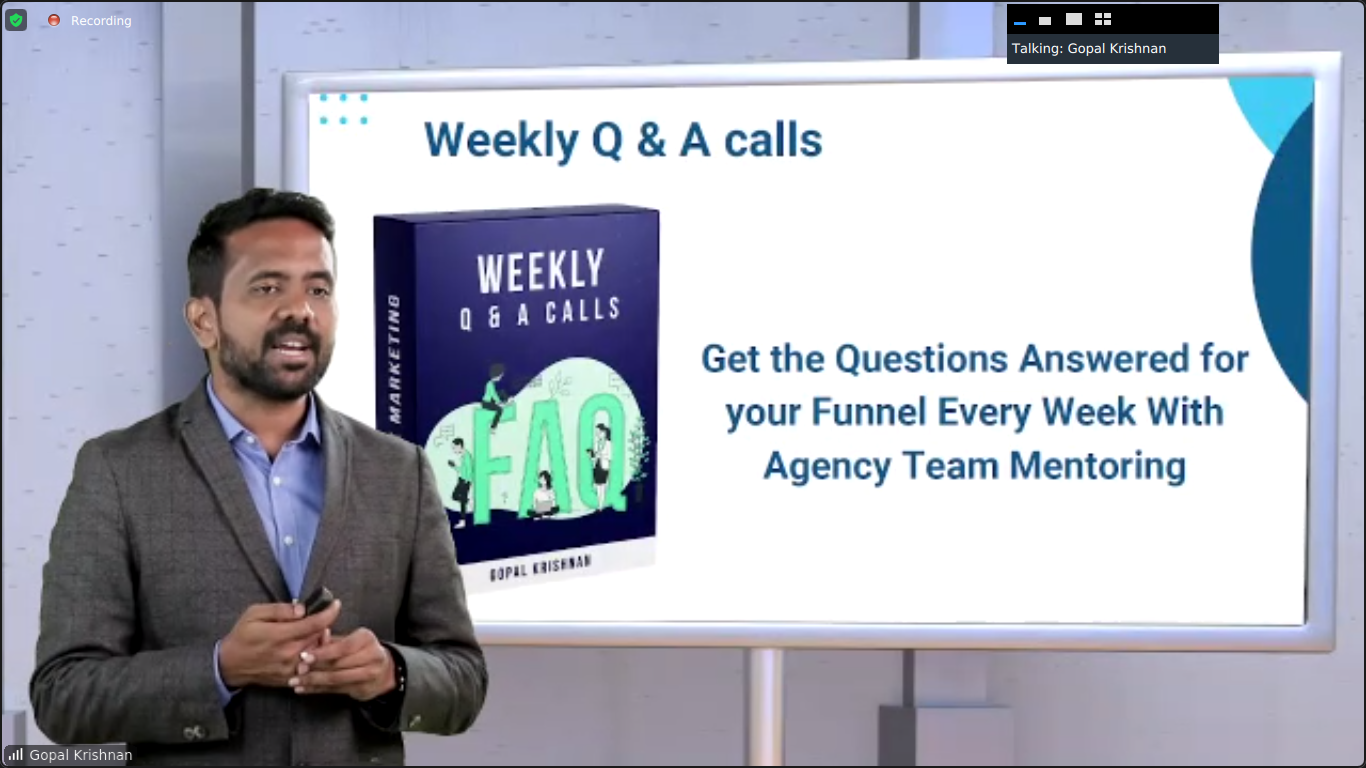 Recording
Talking: Gopal Krishnan
Weekly Q & A calls
WEEKLY
Q & A CALLS
MARKETING
FAQ
GOPAL KRISHNAN
Get the Questions Answered for
your Funnel Every Week With
Agency Team Mentoring
Gopal Krishnan